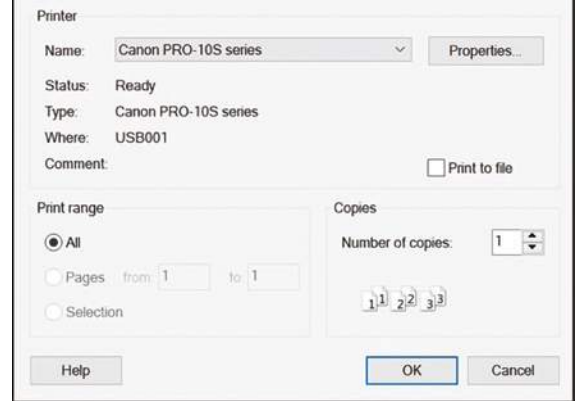 Printer
Name: Canon PRO-10S series Properties...
Status: Ready
Type: Canon PRO-10S series
Where: USB001
Comment:
Print to file
Print range
All
Pages from: 1 to: 1
Selection
Copies
Number of copies: 1
1 1 2 2 3 3
Help OK Cancel